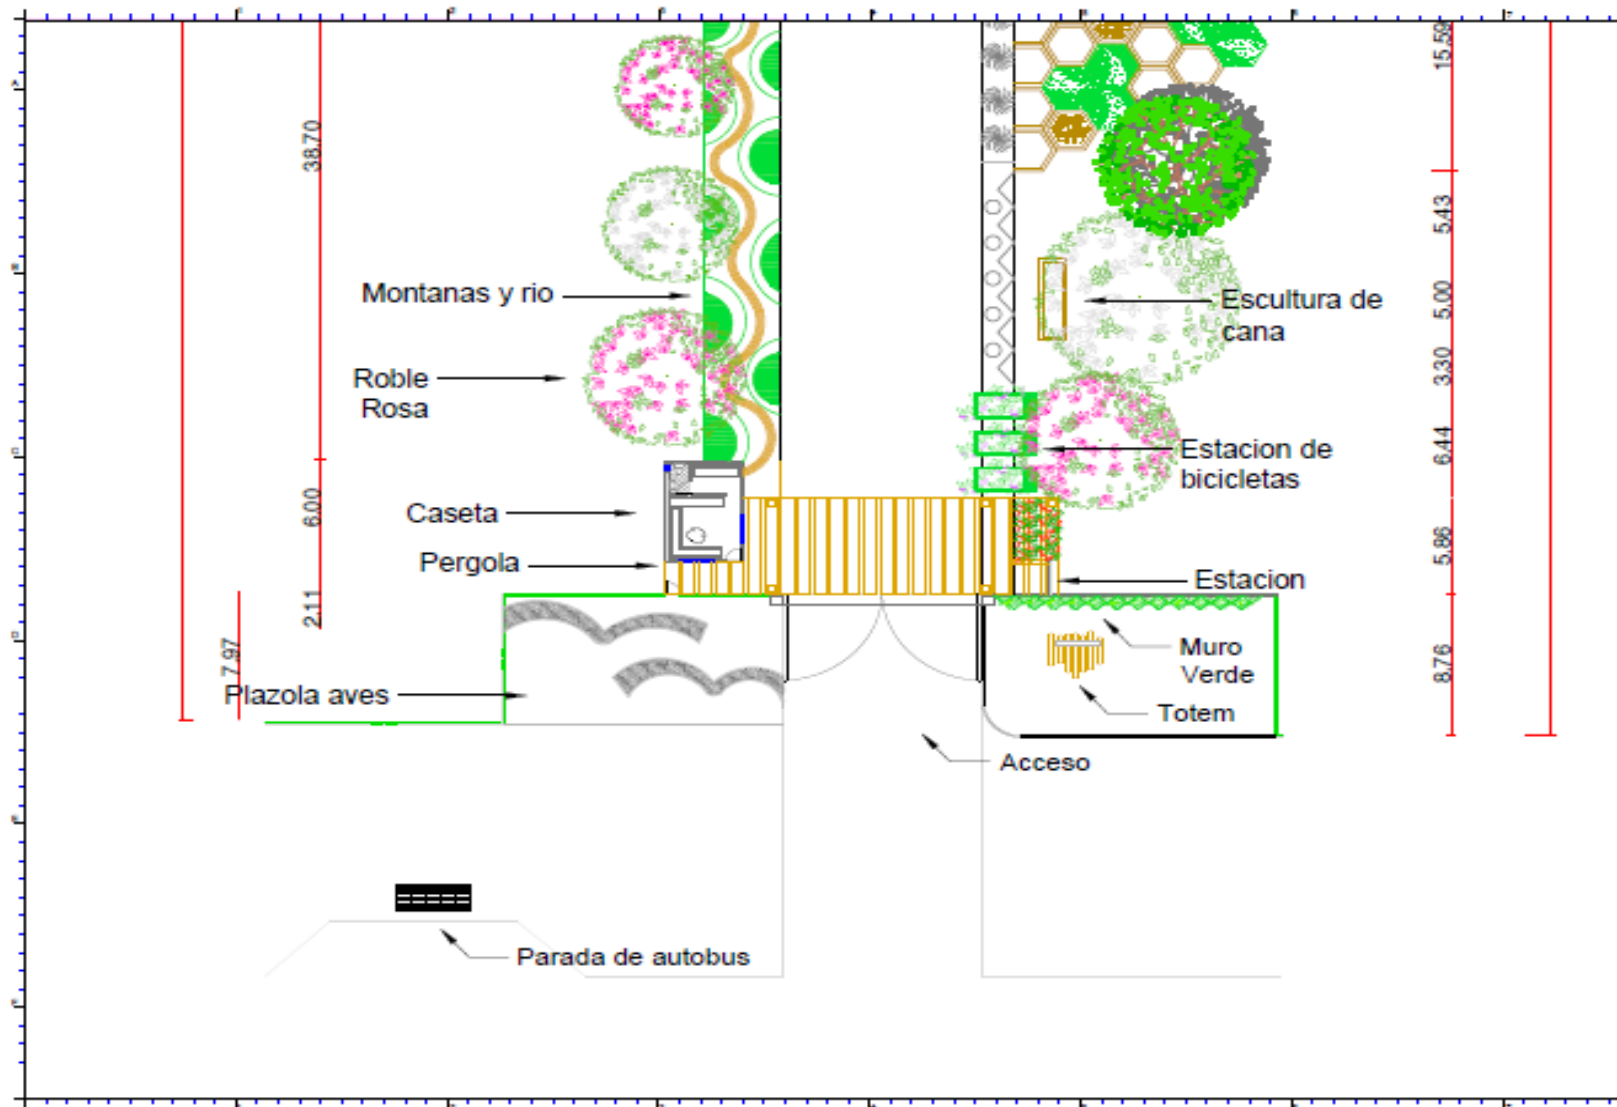 15.59
38.70
5.43
Montanas y rio
Escultura de
cana
5.00
3.30
Roble
Rosa
6.44
Estacion de
bicicletas
Caseta
6.00
Pergola
5.86
Estacion
2.11
7.97
Muro
Verde
8.76
Plazola aves
Totem
Acceso
Parada de autobus